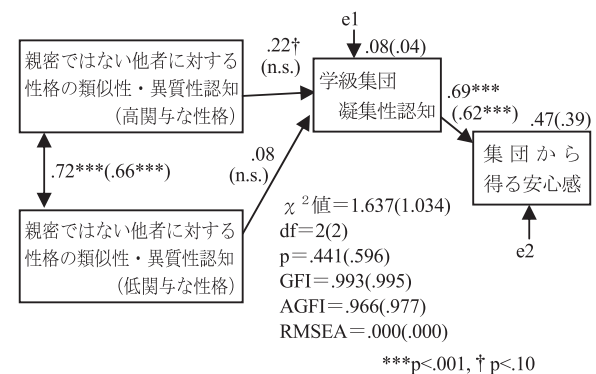 e1
.22†
(n.s.)
.08(.04)
親密ではない他者に対する
性格の類似性・異質性認知
(高関与な性格)
学級集団
凝集性認知
.69***
(.62***)
.47(.39)
集団から
得る安心感
e2
.72***(.66***)
.08
(n.s.)
親密ではない他者に対する
性格の類似性・異質性認知
(低関与な性格)
χ²値=1.637(1.034)
df=2(2)
p=.441(.596)
GFI=.993(.995)
AGFI=.966(.977)
RMSEA=.000(.000)
***p<.001, † p<.10